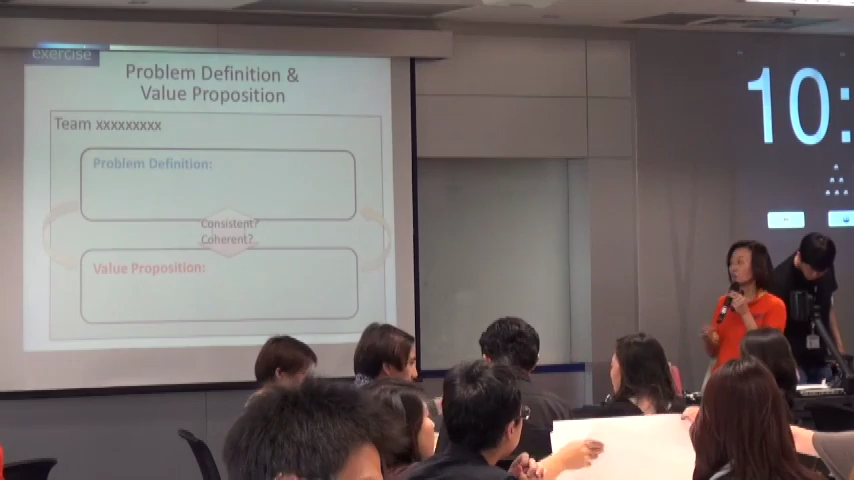 exercise
Problem Definition &
Value Proposition
Team xxxxxxxxx
Problem Definition:
Consistent?
Coherent?
Value Proposition:
10: